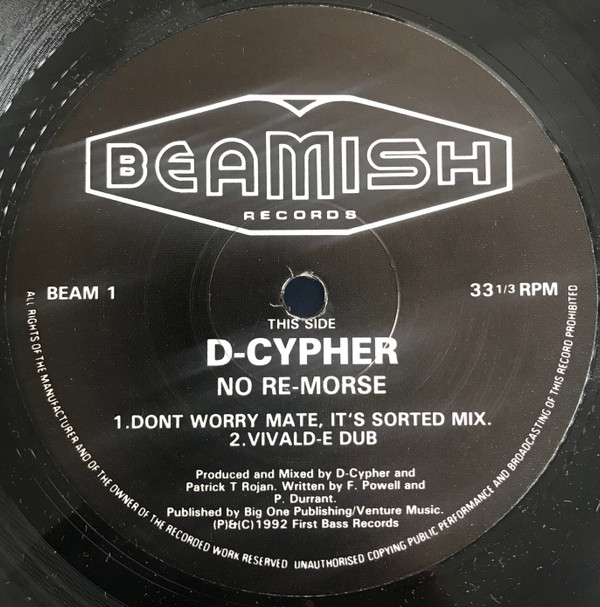 BEAMISH
RECORDS
BEAM 1
33 1/3 RPM
THIS SIDE
D-CYPHER
NO RE-MORSE
1.DONT WORRY MATE, IT'S SORTED MIX.
2.VIVALD-E DUB
Produced and Mixed by D-Cypher and
Patrick T Rojan. Written by F. Powell and
P. Durrant.
Published by Big One Publishing/Venture Music.
(P)&(C)1992 First Bass Records
ALL RIGHTS OF THE MANUFACTURER AND OF THE OWNER OF THE RECORDED WORK RESERVED UNAUTHORISED COPYING PUBLIC PERFORMANCE AND BROADCASTING OF THIS RECORD PROHIBITED